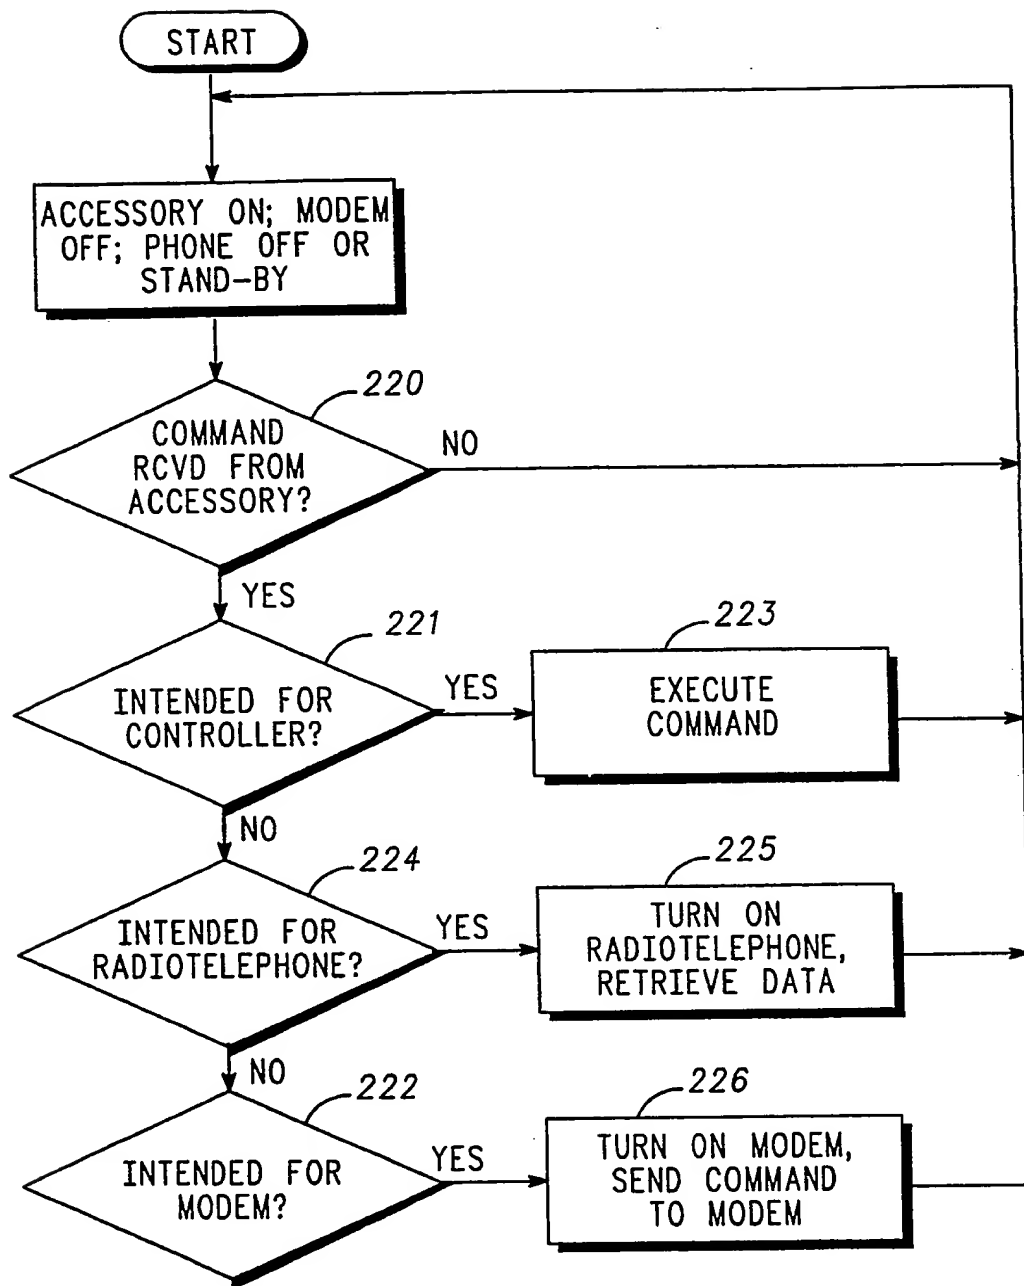 START
ACCESSORY ON; MODEM
OFF; PHONE OFF OR
STAND-BY
220
COMMAND
RCVD FROM
ACCESSORY?
NO
YES
221
223
INTENDED FOR
CONTROLLER?
YES
EXECUTE
COMMAND
NO
224
225
INTENDED FOR
RADIOTELEPHONE?
YES
TURN ON
RADIOTELEPHONE,
RETRIEVE DATA
NO
222
226
INTENDED FOR
MODEM?
YES
TURN ON MODEM,
SEND COMMAND
TO MODEM